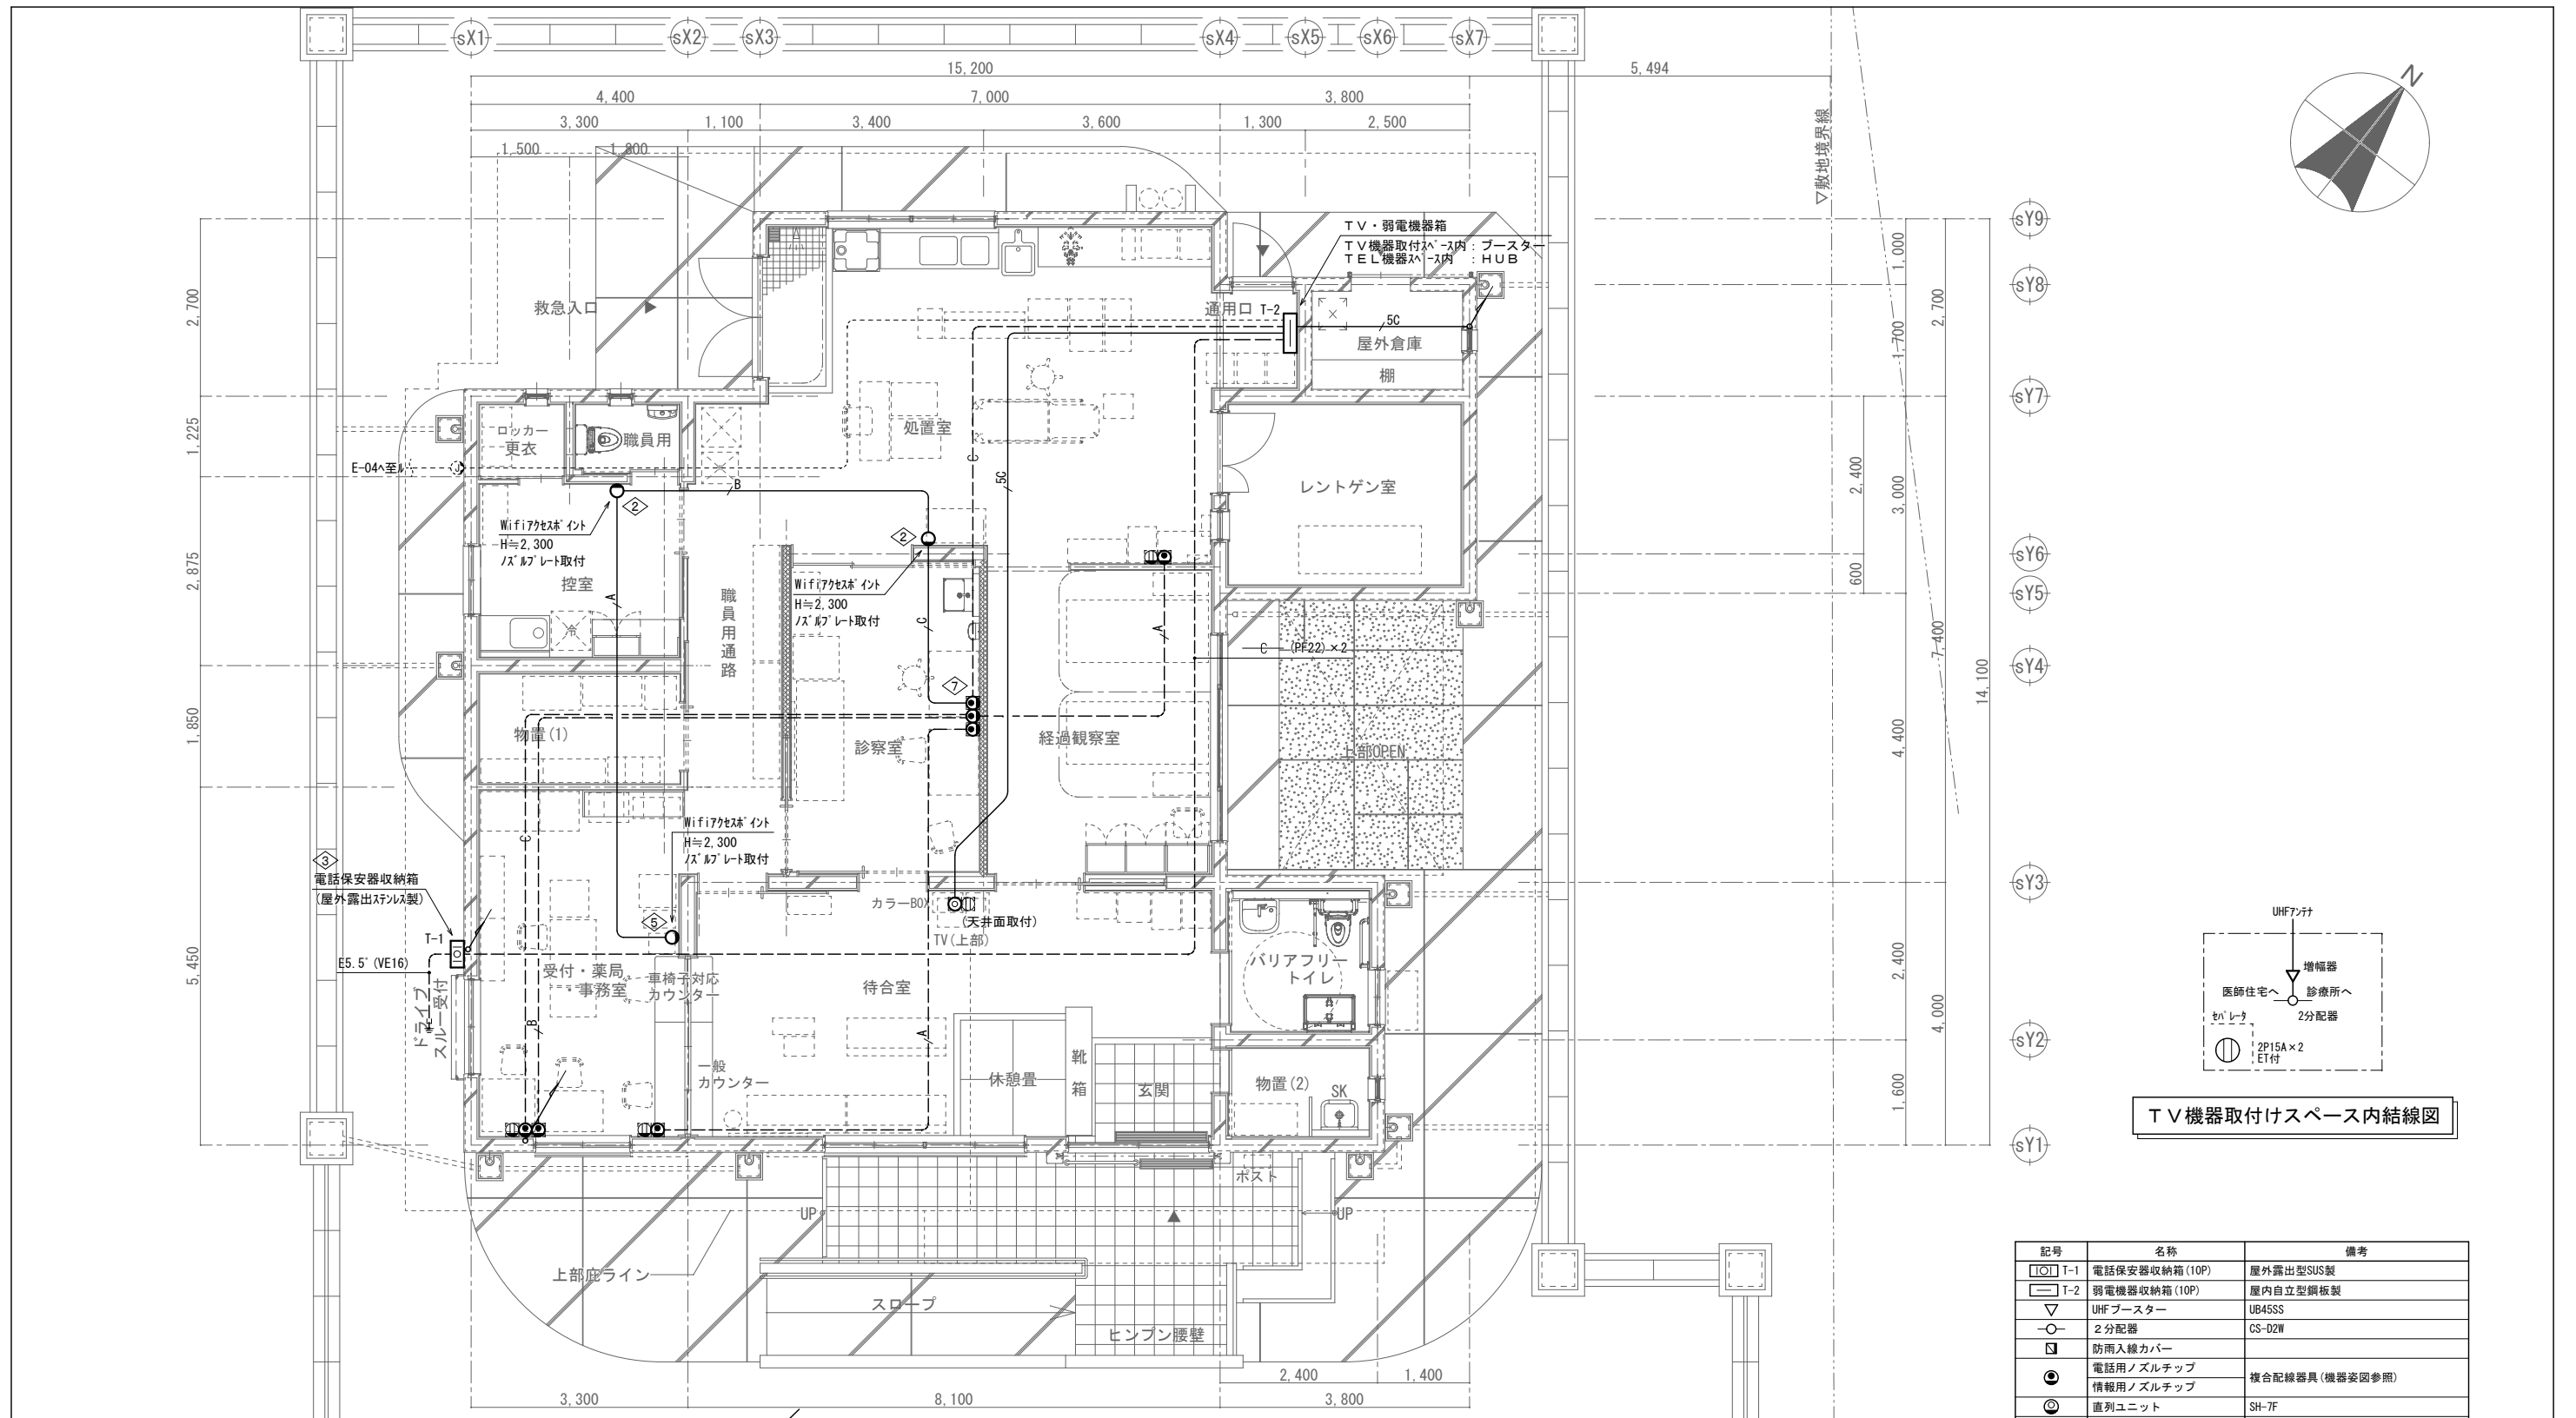 sX1
sX2
sX3
sX4
sX5
sX6
sX7
15,200
5,494
4,400
7,000
3,800
3,300
1,100
3,400
3,600
1,300
2,500
1,500
1,800
▽敷地境界線
N
TV・弱電機器箱
TV機器取付スペース内：ブースター
TEL機器スペース内 ：HUB
sY9
sY8
sY7
sY6
sY5
sY4
sY3
sY2
sY1
1,000
1,700
2,700
2,400
3,000
600
7,400
14,100
4,400
2,400
4,000
1,600
2,700
1,225
2,875
1,850
5,450
救急入口
通用口
T-2
5C
屋外倉庫
棚
ロッカー
更衣
職員用
処置室
C
5C
E-04へ至ル
B
レントゲン室
2
Wifiアクセスポイント
H≒2,300
ノズルプレート取付
控室
A
冷
2
Wifiアクセスポイント
H≒2,300
ノズルプレート取付
職員用通路
C
A
C (PF22)×2
7
物置(1)
診察室
経過観察室
上部OPEN
Wifiアクセスポイント
H≒2,300
ノズルプレート取付
C
3
電話保安器収納箱
(屋外露出ステンレス製)
カラーBOX
(天井面取付)
TV(上部)
5
T-1
E5.5゛(VE16)
受付・薬局
・事務室
車椅子対応
カウンター
待合室
バリアフリー
トイレ
ドライブ
スルー受付
B
A
一般
カウンター
休憩畳
靴箱
玄関
物置(2)
SK
UHFアンテナ
増幅器
医師住宅へ
診療所へ
2分配器
セパレータ
2P15A×2
ET付
TV機器取付けスペース内結線図
ポスト
UP
UP
上部庇ライン
スロープ
ヒンプン腰壁
2,400
1,400
3,300
8,100
3,800
記号 名称 備考
T-1 電話保安器収納箱(10P) 屋外露出型SUS製
T-2 弱電機器収納箱(10P) 屋内自立型鋼板製
UHFブースター UB45SS
2分配器 CS-D2W
防雨入線カバー
電話用ノズルチップ 複合配線器具(機器姿図参照)
情報用ノズルチップ
直列ユニット SH-7F